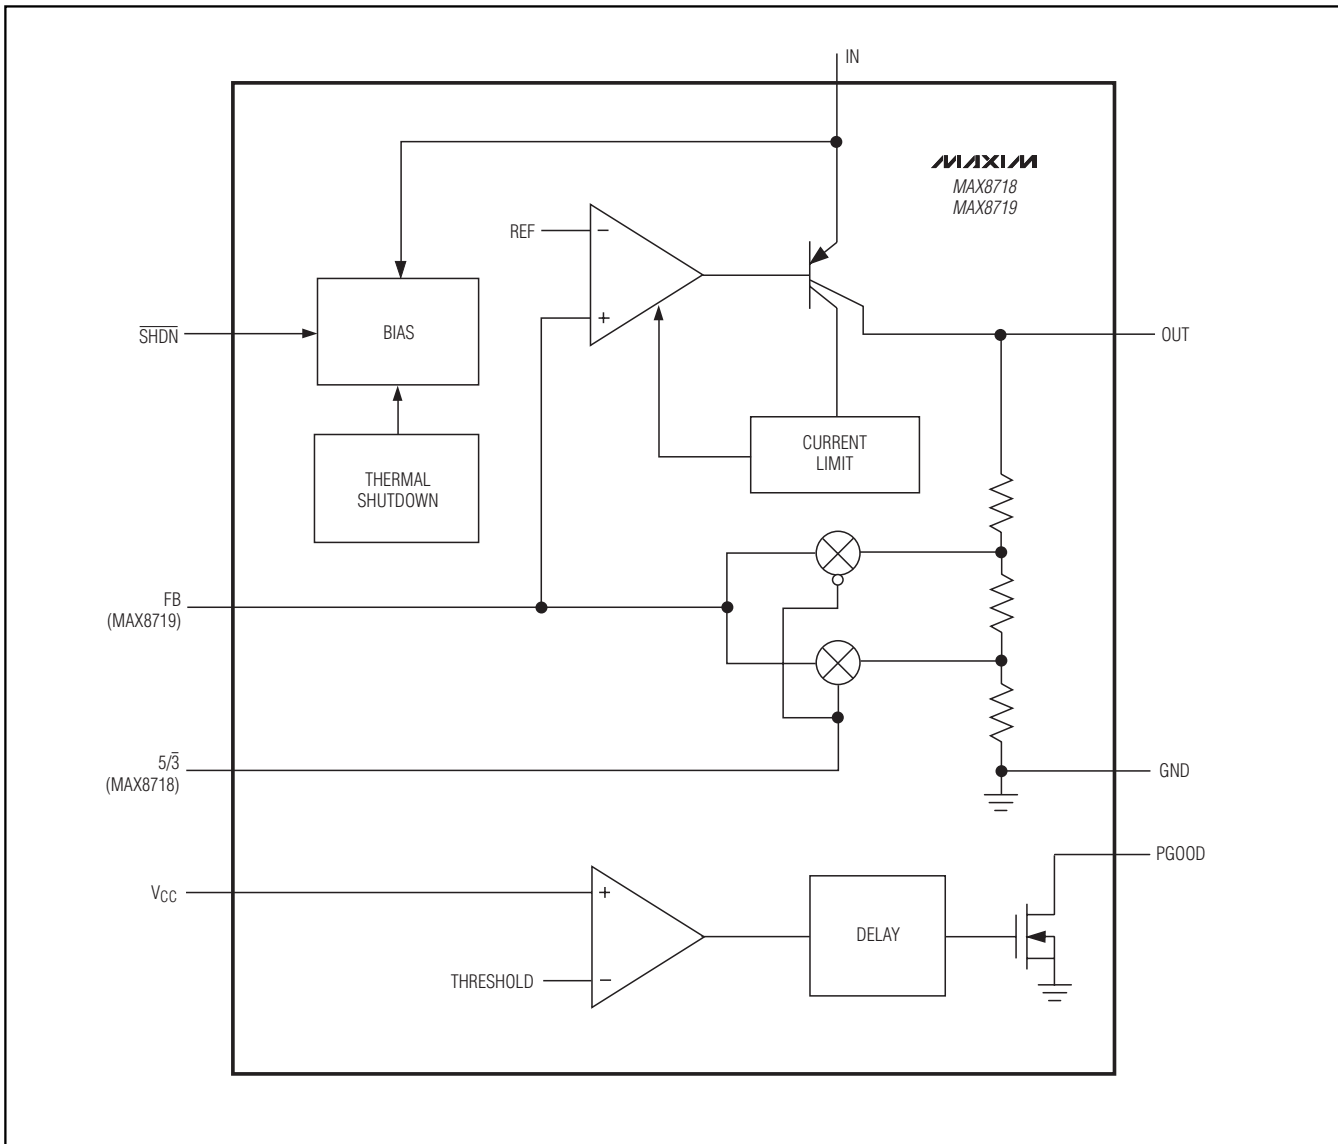 IN
MAXIM
MAX8718
MAX8719
REF
−
+
SHDN
BIAS
OUT
CURRENT
LIMIT
THERMAL
SHUTDOWN
FB
(MAX8719)
5/3
(MAX8718)
GND
PGOOD
VCC
+
DELAY
THRESHOLD
−